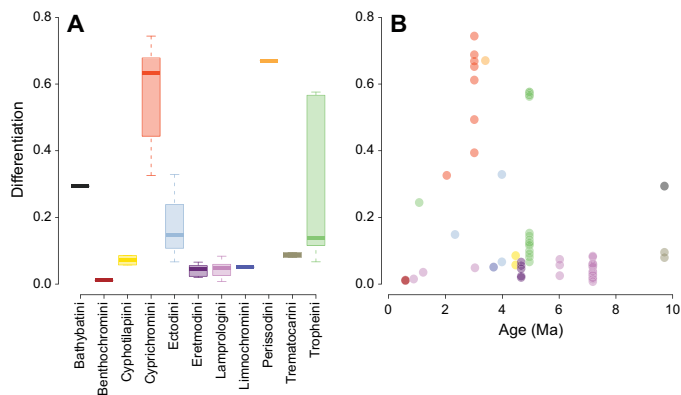 A
B
Differentiation
0.8
0.6
0.4
0.2
0.0
Bathybatini
Benthochromini
Cyphotilapiini
Cyprichromini
Ectodini
Eretmodini
Lamprologini
Limnochromini
Perissodini
Trematocarini
Tropheini
0.8
0.6
0.4
0.2
0.0
0
2
4
6
8
10
Age (Ma)